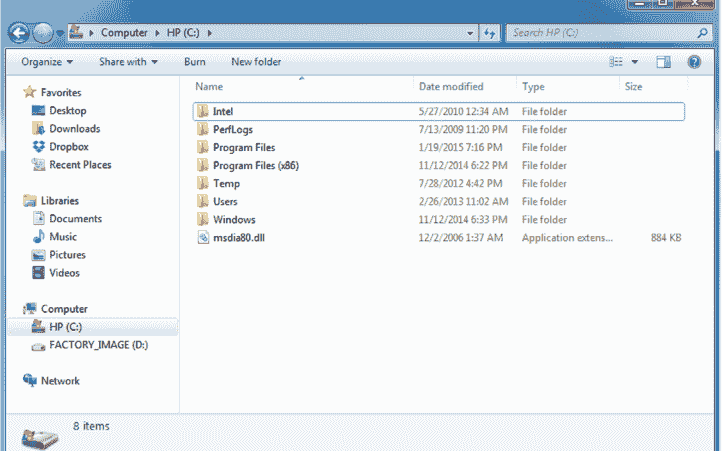 Computer HP (C:) Search HP (C:)
Organize Share with Burn New folder
Name Date modified Type Size
Favorites
Desktop
Downloads
Dropbox
Recent Places
Libraries
Documents
Music
Pictures
Videos
Computer
HP (C:)
FACTORY_IMAGE (D:)
Network
Intel 5/27/2010 12:34 AM File folder
PerfLogs 7/13/2009 11:20 PM File folder
Program Files 1/19/2015 7:16 PM File folder
Program Files (x86) 11/12/2014 6:22 PM File folder
Temp 7/28/2012 4:42 PM File folder
Users 2/26/2013 11:02 AM File folder
Windows 11/12/2014 6:33 PM File folder
msdia80.dll 12/2/2006 1:37 AM Application extens... 884 KB
8 items